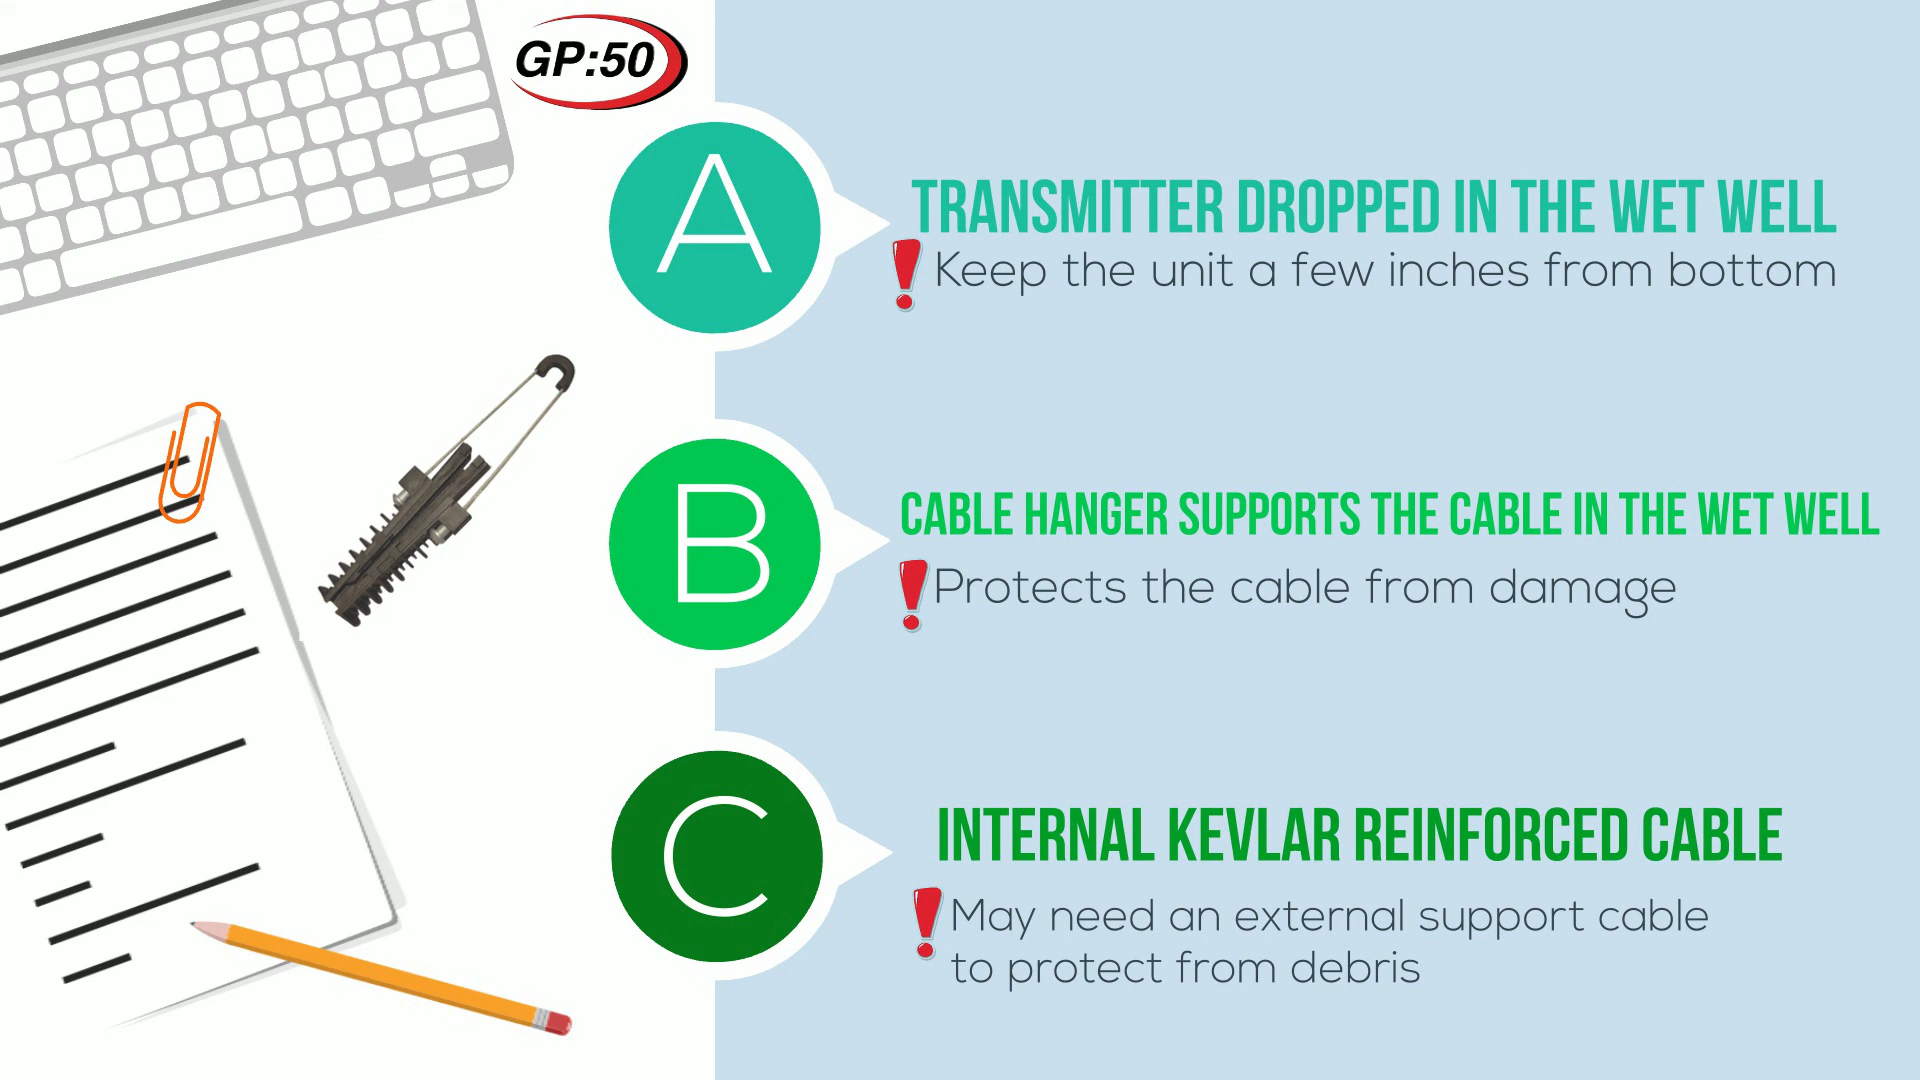 GP:50
A
TRANSMITTER DROPPED IN THE WET WELL
Keep the unit a few inches from bottom
B
CABLE HANGER SUPPORTS THE CABLE IN THE WET WELL
Protects the cable from damage
C
INTERNAL KEVLAR REINFORCED CABLE
May need an external support cable
to protect from debris